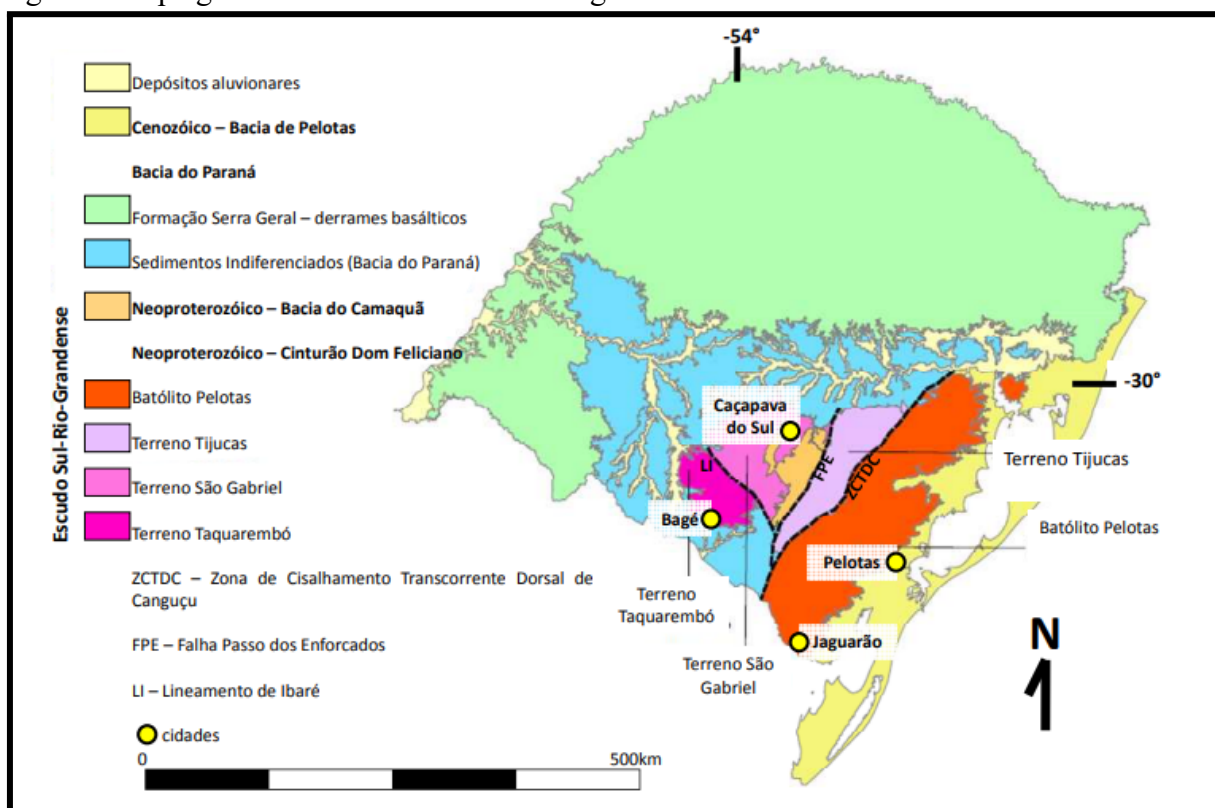 -54°
Depósitos aluvionares
Cenozóico – Bacia de Pelotas
Bacia do Paraná
Formação Serra Geral – derrames basálticos
Sedimentos Indiferenciados (Bacia do Paraná)
Neoproterozóico – Bacia do Camaquã
Neoproterozóico – Cinturão Dom Feliciano
Batólito Pelotas
Terreno Tijucas
Terreno São Gabriel
Terreno Taquarembó
Escudo Sul-Rio-Grandense
ZCTDC – Zona de Cisalhamento Transcorrente Dorsal de
Canguçu
FPE – Falha Passo dos Enforcados
LI – Lineamento de Ibaré
cidades
0
500km
-30°
Caçapava
do Sul
LI
FPE
ZCTDC
Terreno Tijucas
Bagé
Batólito Pelotas
Pelotas
Terreno
Taquarembó
Jaguarão
Terreno São
Gabriel
N